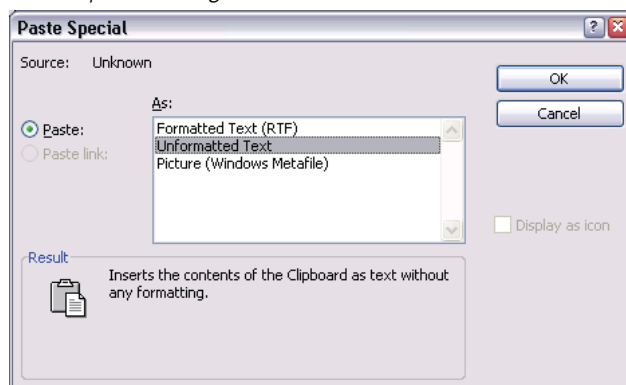 Paste Special
Source: Unknown
As:
Paste:
Paste link:
Formatted Text (RTF)
Unformatted Text
Picture (Windows Metafile)
OK
Cancel
Display as icon
Result
Inserts the contents of the Clipboard as text without
any formatting.